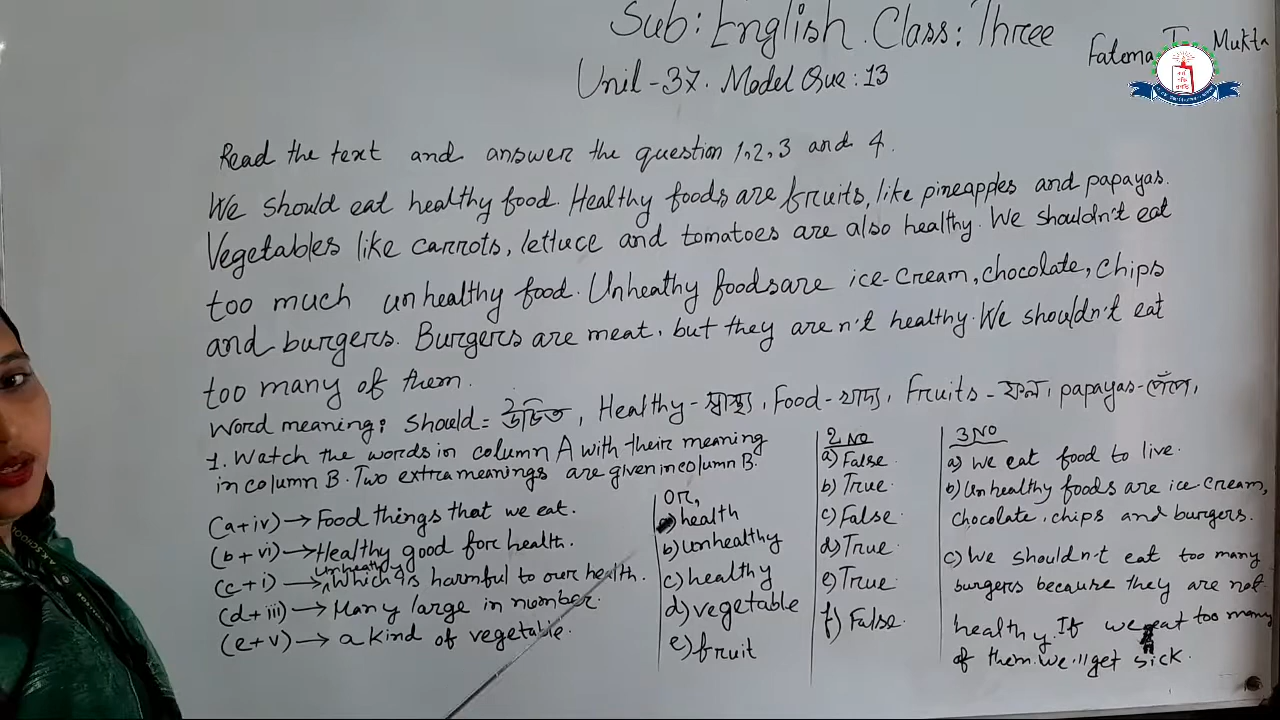 Sub: English. Class: Three
Fatema Mukta
Unil-37. Model Que: 13
Read the text and answer the question 1,2,3 and 4.
We should eat healthy food. Healthy foods are fruits, like pineapples and papayas.
Vegetables like carrots, lettuce and tomatoes are also healthy. We shouldn't eat
too much unhealthy food. Unheathy foods are ice-cream, chocolate, chips
and burgers. Burgers are meat, but they aren't healthy. We shouldn't eat
too many of them.
Word meaning: Should = উচিত, Healthy - স্বাস্থ্য, Food - খাদ্য, Fruits - ফল, papayas - পেঁপে,
1. Watch the words in column A with their meaning
in column B. Two extra meanings are given in column B.
(a+iv) → Food things that we eat.
(b+vi) → Healthy good for health.
(c+i) → unhealthy Which is harmful to our health.
(d+iii) → Many large in number.
(e+v) → a kind of vegetable.
or,
a) health
b) unhealthy
c) healthy
d) vegetable
e) fruit
2 NO
a) False
b) True
c) False
d) True
e) True
f) False
3 NO
a) We eat food to live.
b) Unhealthy foods are ice-cream,
chocolate, chips and burgers.
c) We shouldn't eat too many
burgers because they are not
healthy. If we eat too many
of them. we'll get sick.